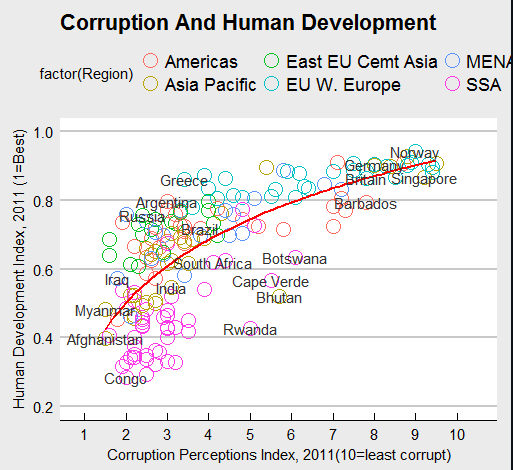 Corruption And Human Development
factor(Region)
Americas
East EU Cemt Asia
MENA
Asia Pacific
EU W. Europe
SSA
Human Development Index, 2011 (1=Best)
1.0
0.8
0.6
0.4
0.2
Norway
Germany
Greece
Britain
Singapore
Argentina
Barbados
Russia
Brazil
Botswana
South Africa
Iraq
Cape Verde
India
Bhutan
Myanmar
Rwanda
Afghanistan
Congo
1 2 3 4 5 6 7 8 9 10
Corruption Perceptions Index, 2011(10=least corrupt)